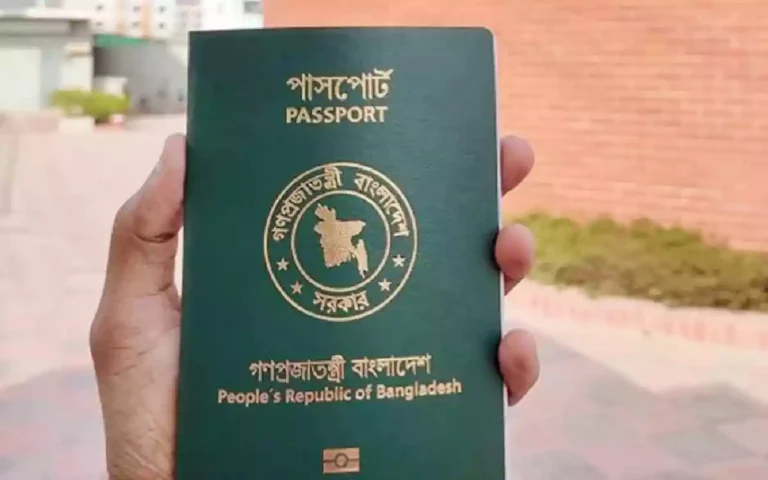 পাসপোর্ট
PASSPORT
গণপ্রজাতন্ত্রী বাংলাদেশ
সরকার
গণপ্রজাতন্ত্রী বাংলাদেশ
People's Republic of Bangladesh